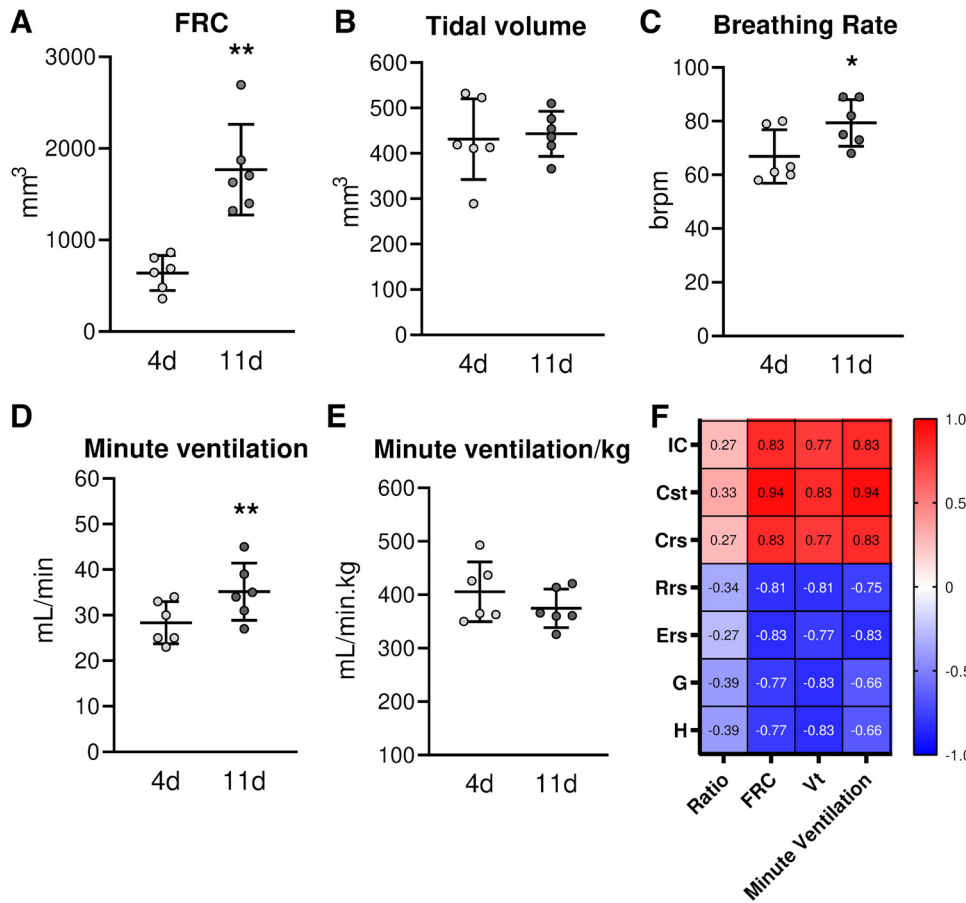 A FRC
**
3000
2000
1000
0
mm³
4d 11d
B Tidal volume
600
500
400
300
200
100
0
mm³
4d 11d
C Breathing Rate
*
100
80
60
40
20
0
brpm
4d 11d
D Minute ventilation
**
60
50
40
30
20
10
0
mL/min
4d 11d
E Minute ventilation/kg
600
500
400
300
200
100
mL/min.kg
4d 11d
F
IC 0.27 0.83 0.77 0.83
Cst 0.33 0.94 0.83 0.94
Crs 0.27 0.83 0.77 0.83
Rrs -0.34 -0.81 -0.81 -0.75
Ers -0.27 -0.83 -0.77 -0.83
G -0.39 -0.77 -0.83 -0.66
H -0.39 -0.77 -0.83 -0.66
Ratio FRC Vt Minute Ventilation
1.0
0.5
0
-0.5
-1.0